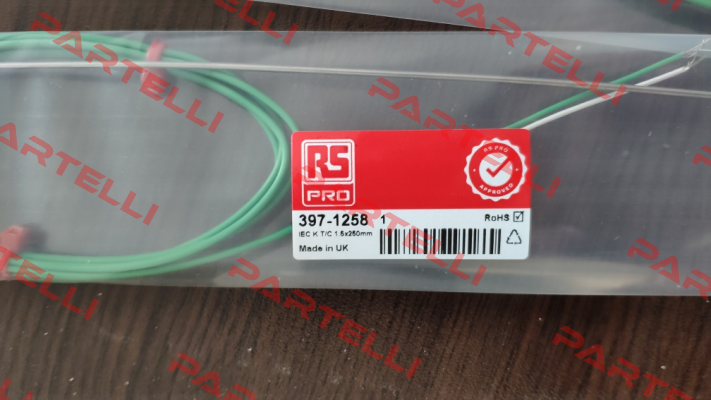 RS
PRO
RS PRO
APPROVED
397-1258 1
RoHS
IEC K T/C 1.5x250mm
Made in UK
PARTELLI
PARTELLI
PARTELLI
PARTELLI
PARTELLI
PARTELLI
PARTELLI
PARTELLI
PARTELLI